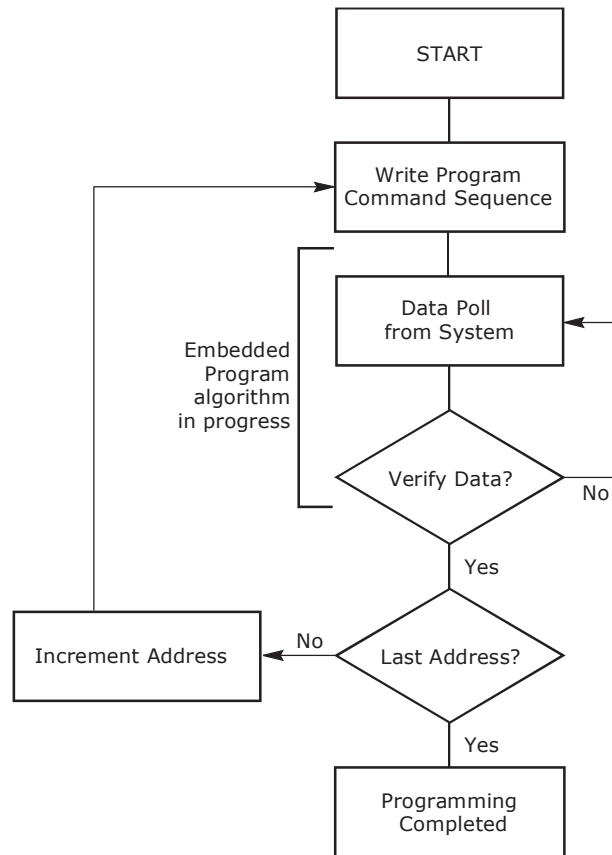 START
Write Program
Command Sequence
Data Poll
from System
Embedded
Program
algorithm
in progress
Verify Data?
No
Yes
No
Increment Address
Last Address?
Yes
Programming
Completed